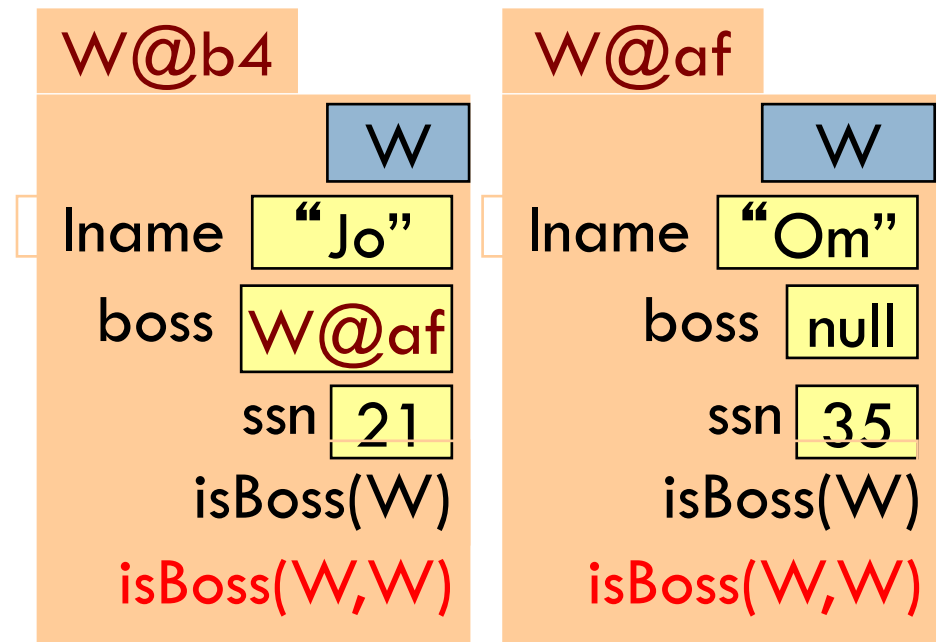 W@b4
W
lname “Jo”
boss W@af
ssn 21
isBoss(W)
isBoss(W,W)
W@af
W
lname “Om”
boss null
ssn 35
isBoss(W)
isBoss(W,W)